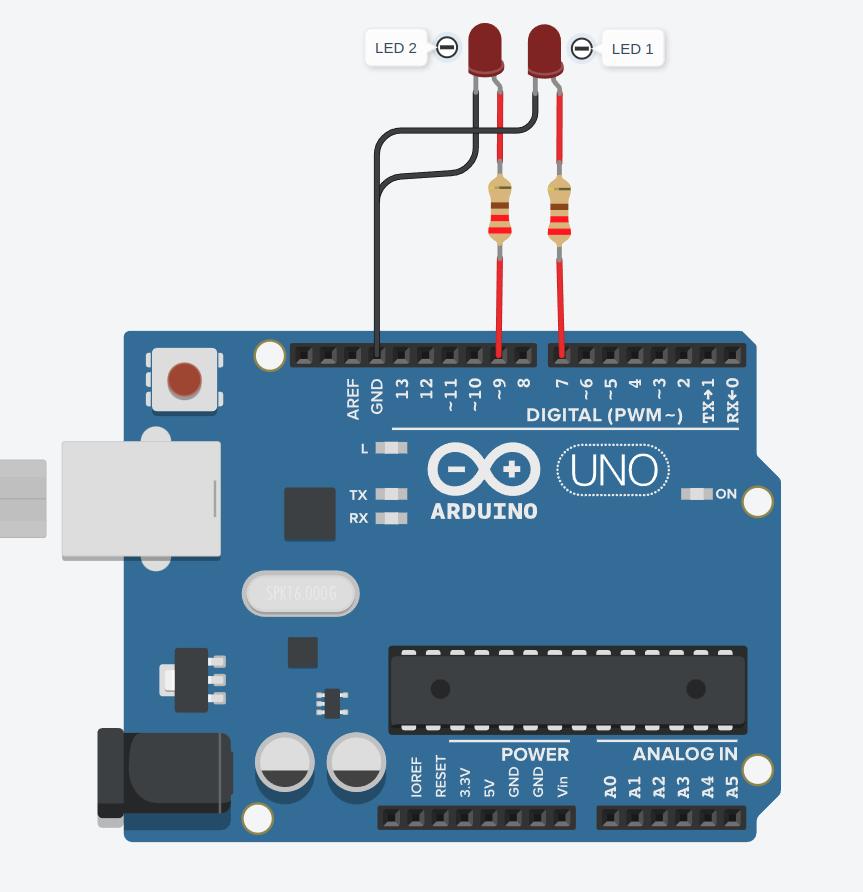 LED 2
LED 1
AREF
GND
13
12
~11
~10
~9
8
7
~6
~5
4
~3
2
TX→1
RX←0
DIGITAL (PWM~)
L
TX
RX
ARDUINO
UNO
ON
SPK16.000G
POWER
ANALOG IN
IOREF
RESET
3.3V
5V
GND
GND
Vin
A0
A1
A2
A3
A4
A5